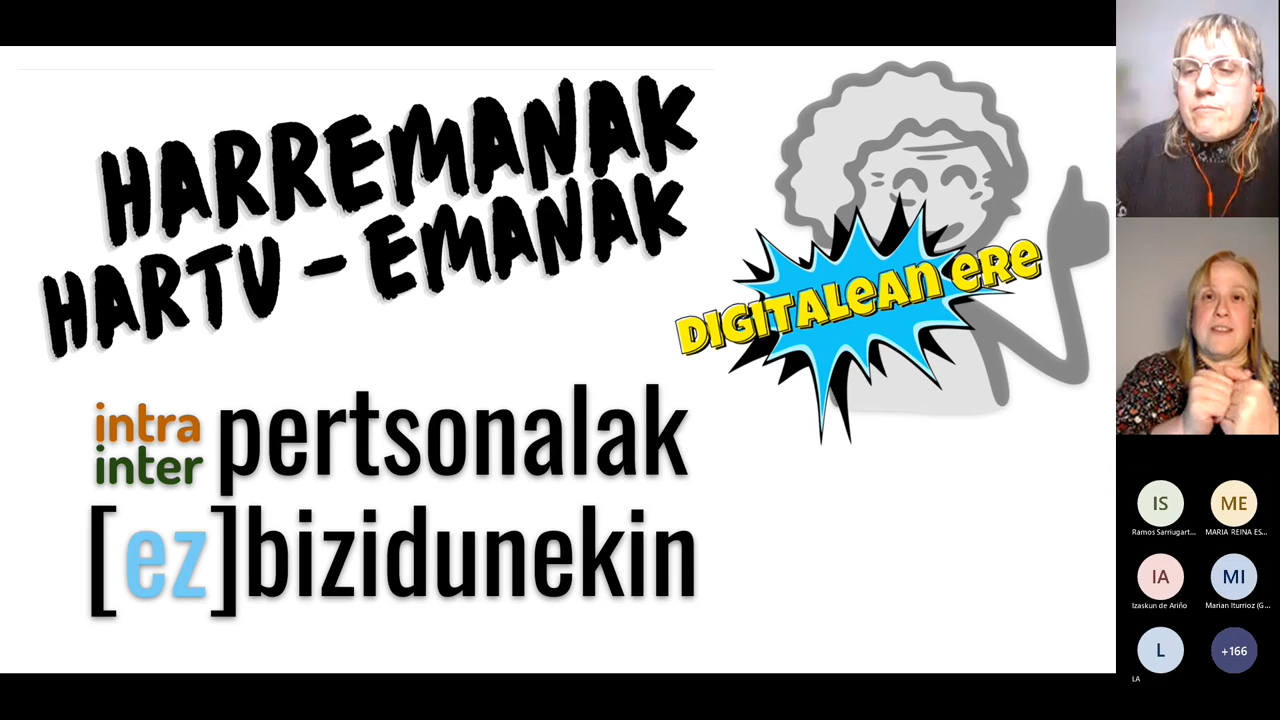 HARREMANAK
HARTU - EMANAK
DIGITALEAN ERE
intra
inter
pertsonalak
[ez]bizidunekin
IS
ME
Ramos Sarriugart...
MARIA REINA ES...
IA
MI
Izaskun de Ariño
Marian Iturrioz (G...
L
+166
LA